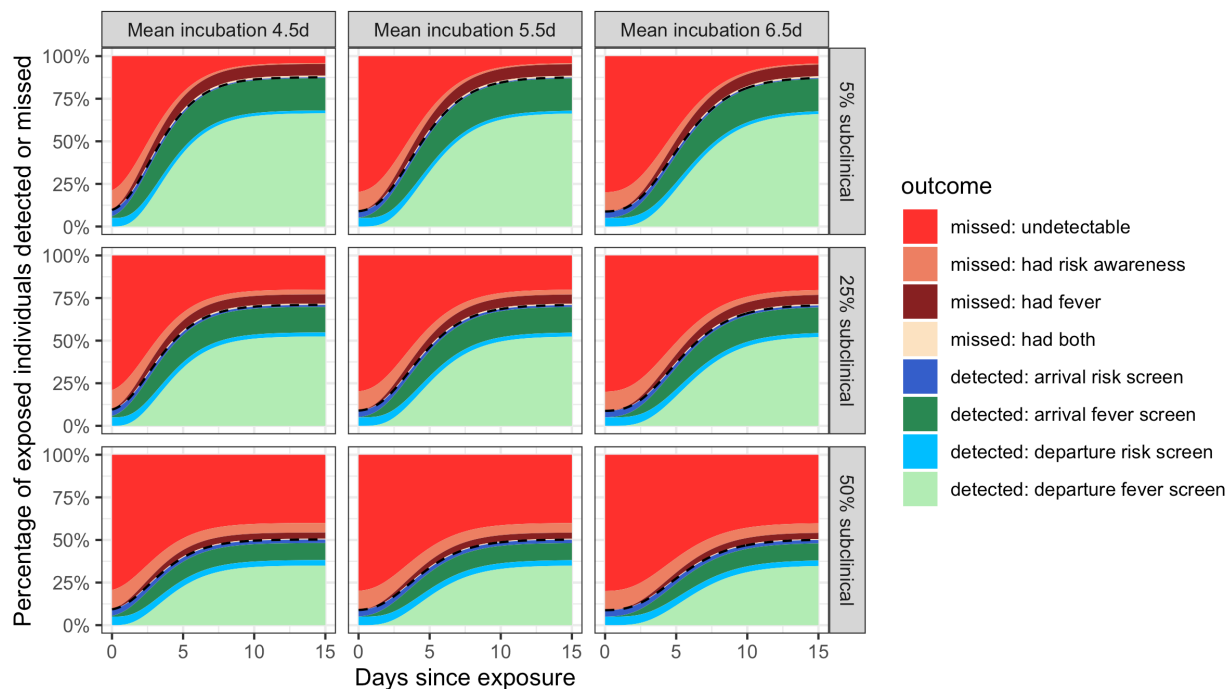 Mean incubation 4.5d
Mean incubation 5.5d
Mean incubation 6.5d
Percentage of exposed individuals detected or missed
100%
75%
50%
25%
0%
5% subclinical
100%
75%
50%
25%
0%
25% subclinical
100%
75%
50%
25%
0%
50% subclinical
0
5
10
15
0
5
10
15
0
5
10
15
Days since exposure
outcome
missed: undetectable
missed: had risk awareness
missed: had fever
missed: had both
detected: arrival risk screen
detected: arrival fever screen
detected: departure risk screen
detected: departure fever screen